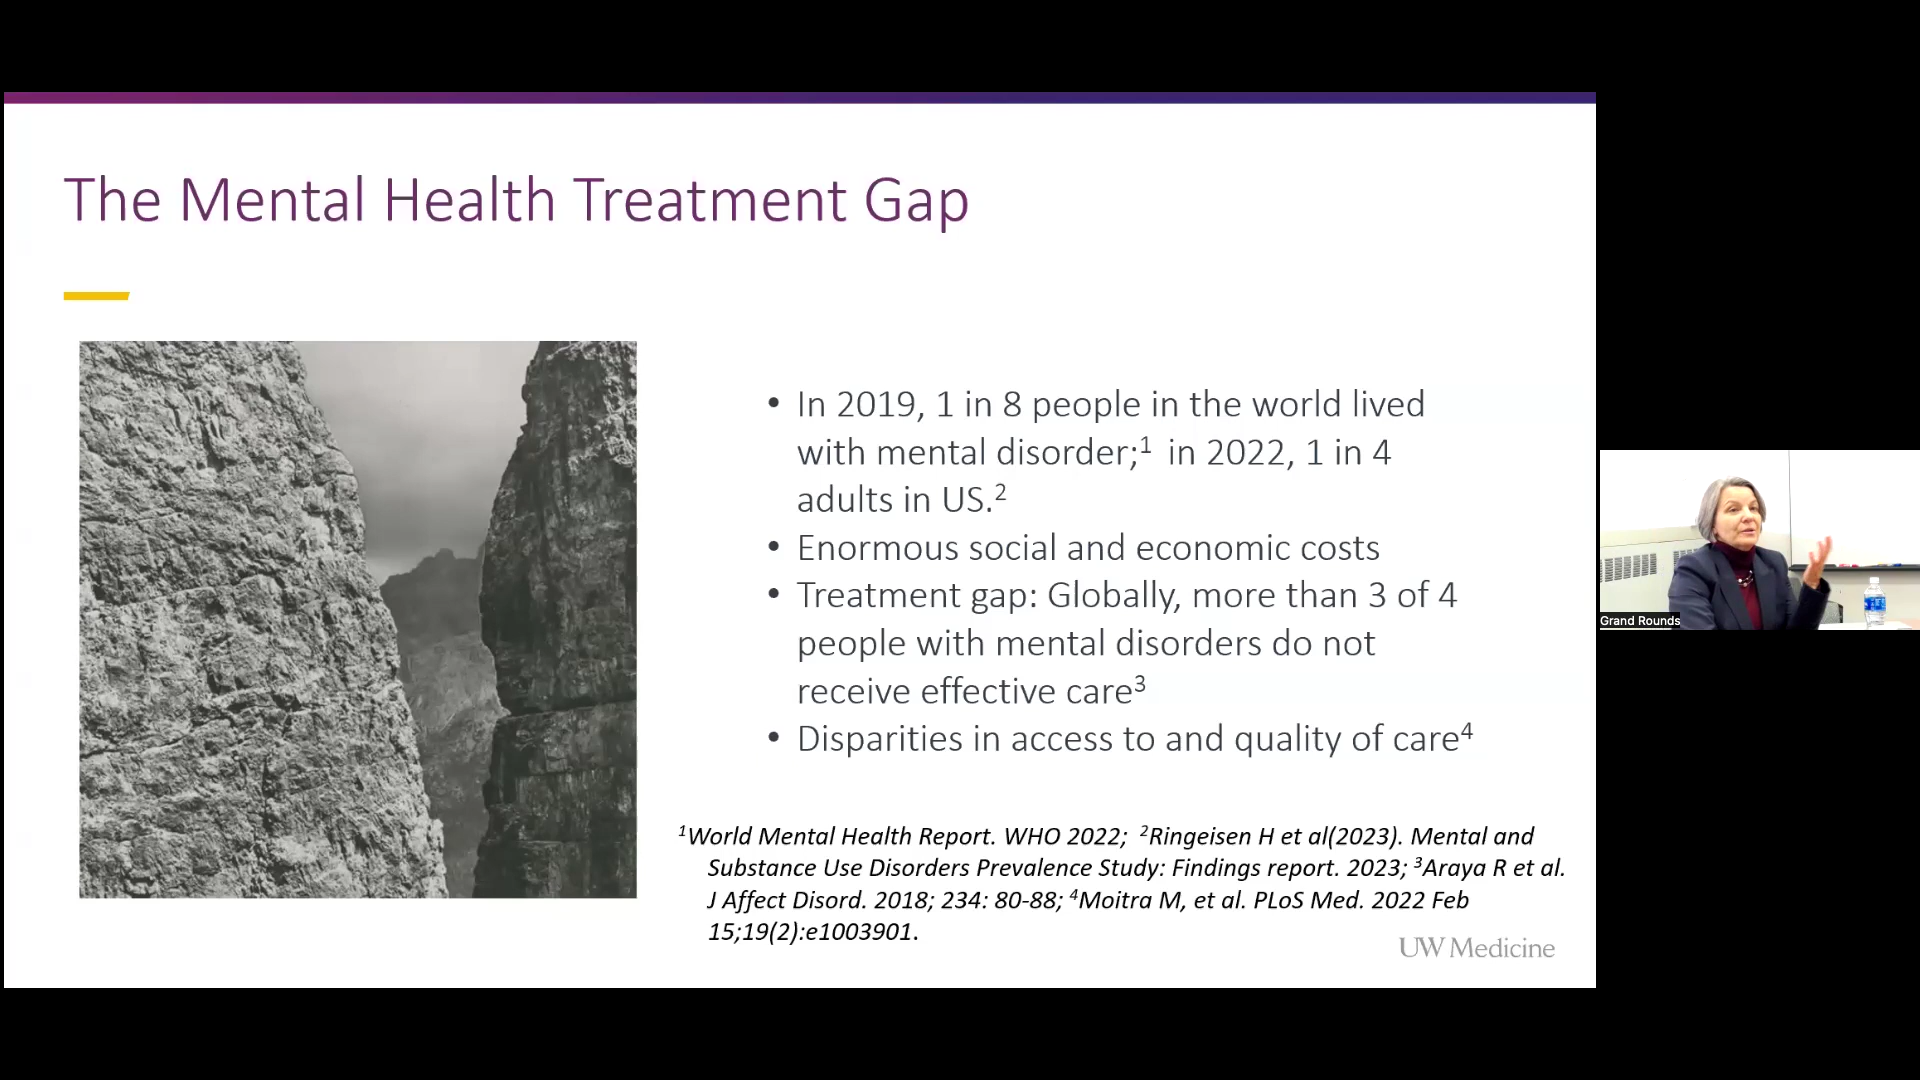 The Mental Health Treatment Gap
• In 2019, 1 in 8 people in the world lived
with mental disorder;¹ in 2022, 1 in 4
adults in US.²
• Enormous social and economic costs
• Treatment gap: Globally, more than 3 of 4
people with mental disorders do not
receive effective care³
• Disparities in access to and quality of care⁴
¹World Mental Health Report. WHO 2022; ²Ringeisen H et al(2023). Mental and
Substance Use Disorders Prevalence Study: Findings report. 2023; ³Araya R et al.
J Affect Disord. 2018; 234: 80-88; ⁴Moitra M, et al. PLoS Med. 2022 Feb
15;19(2):e1003901.
UW Medicine
Grand Rounds